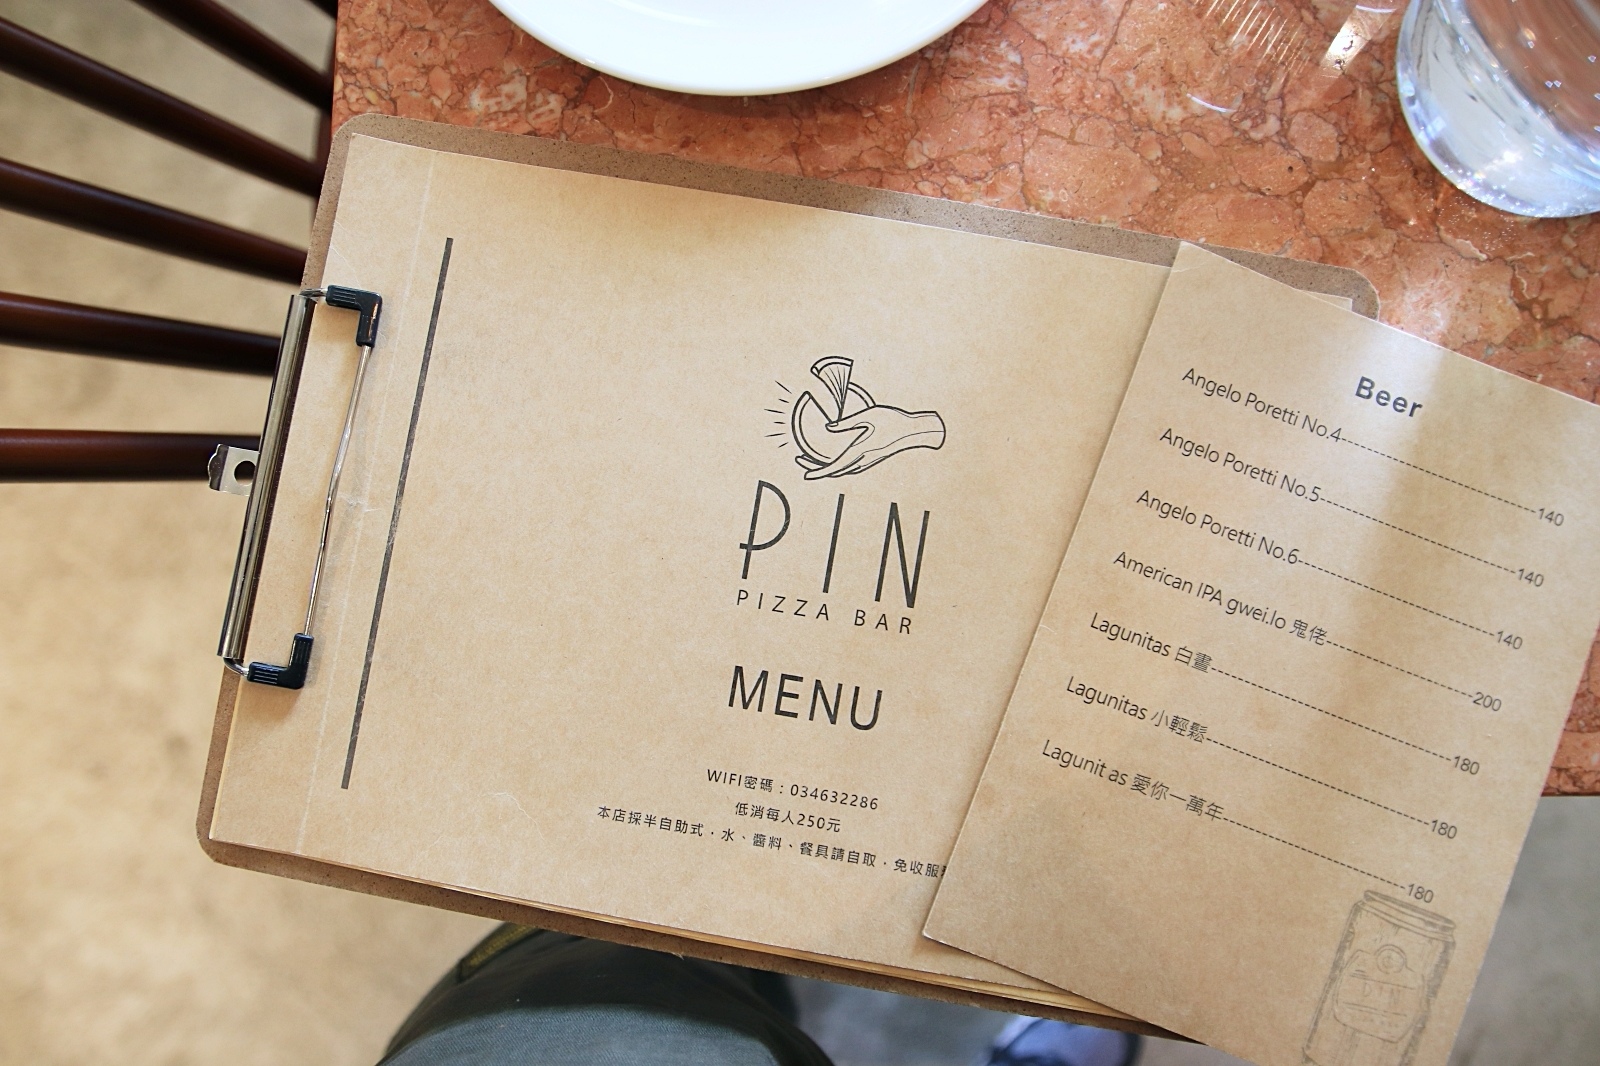 PIN
PIZZA BAR
MENU
WIFI密碼：034632286
低消每人250元
本店採半自助式．水、醬料、餐具請自取．免收服
Beer
Angelo Poretti No.4------------------------140
Angelo Poretti No.5------------------------140
Angelo Poretti No.6------------------------140
American IPA gwei.lo 鬼佬------------------200
Lagunitas 白晝-----------------------------180
Lagunitas 小輕鬆---------------------------180
Lagunit as 愛你一萬年----------------------180
PIN